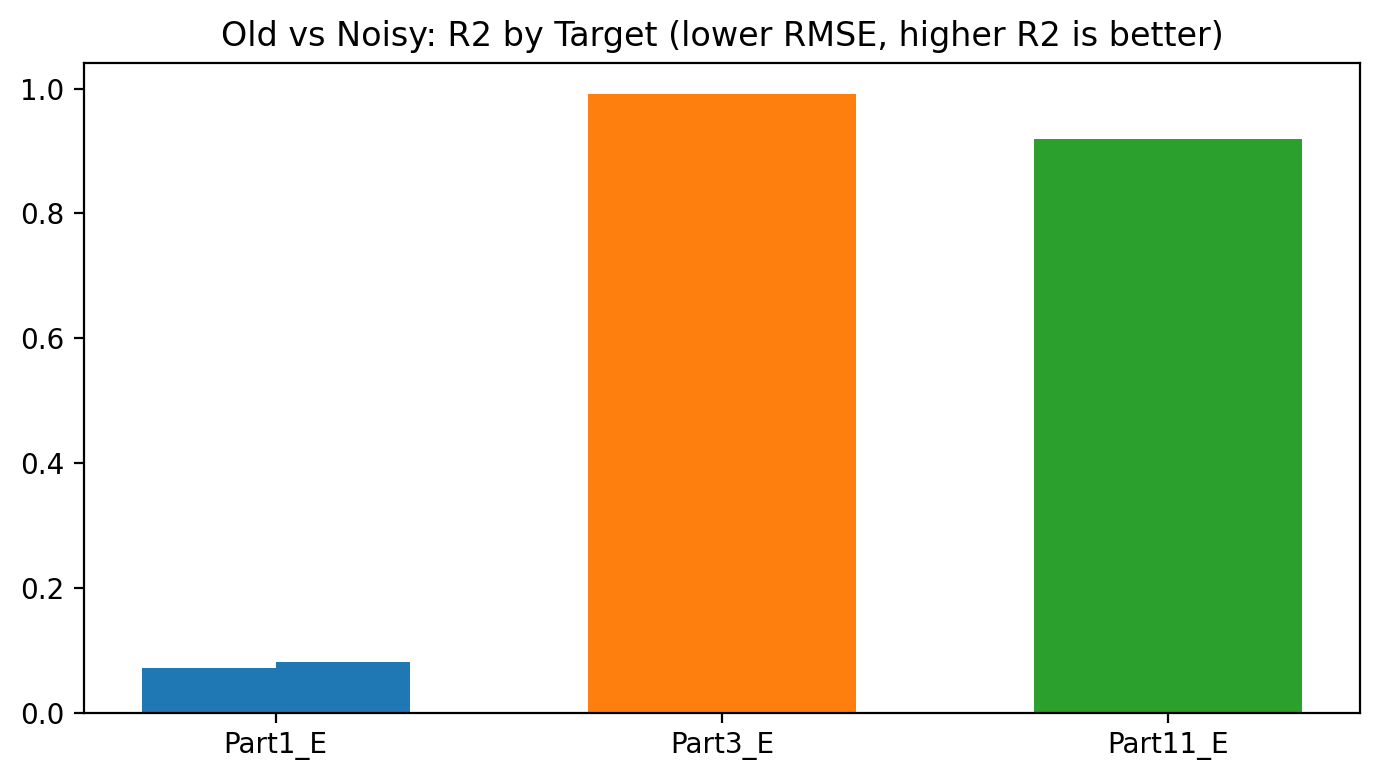 Old vs Noisy: R2 by Target (lower RMSE, higher R2 is better)
1.0
0.8
0.6
0.4
0.2
0.0
Part1_E
Part3_E
Part11_E